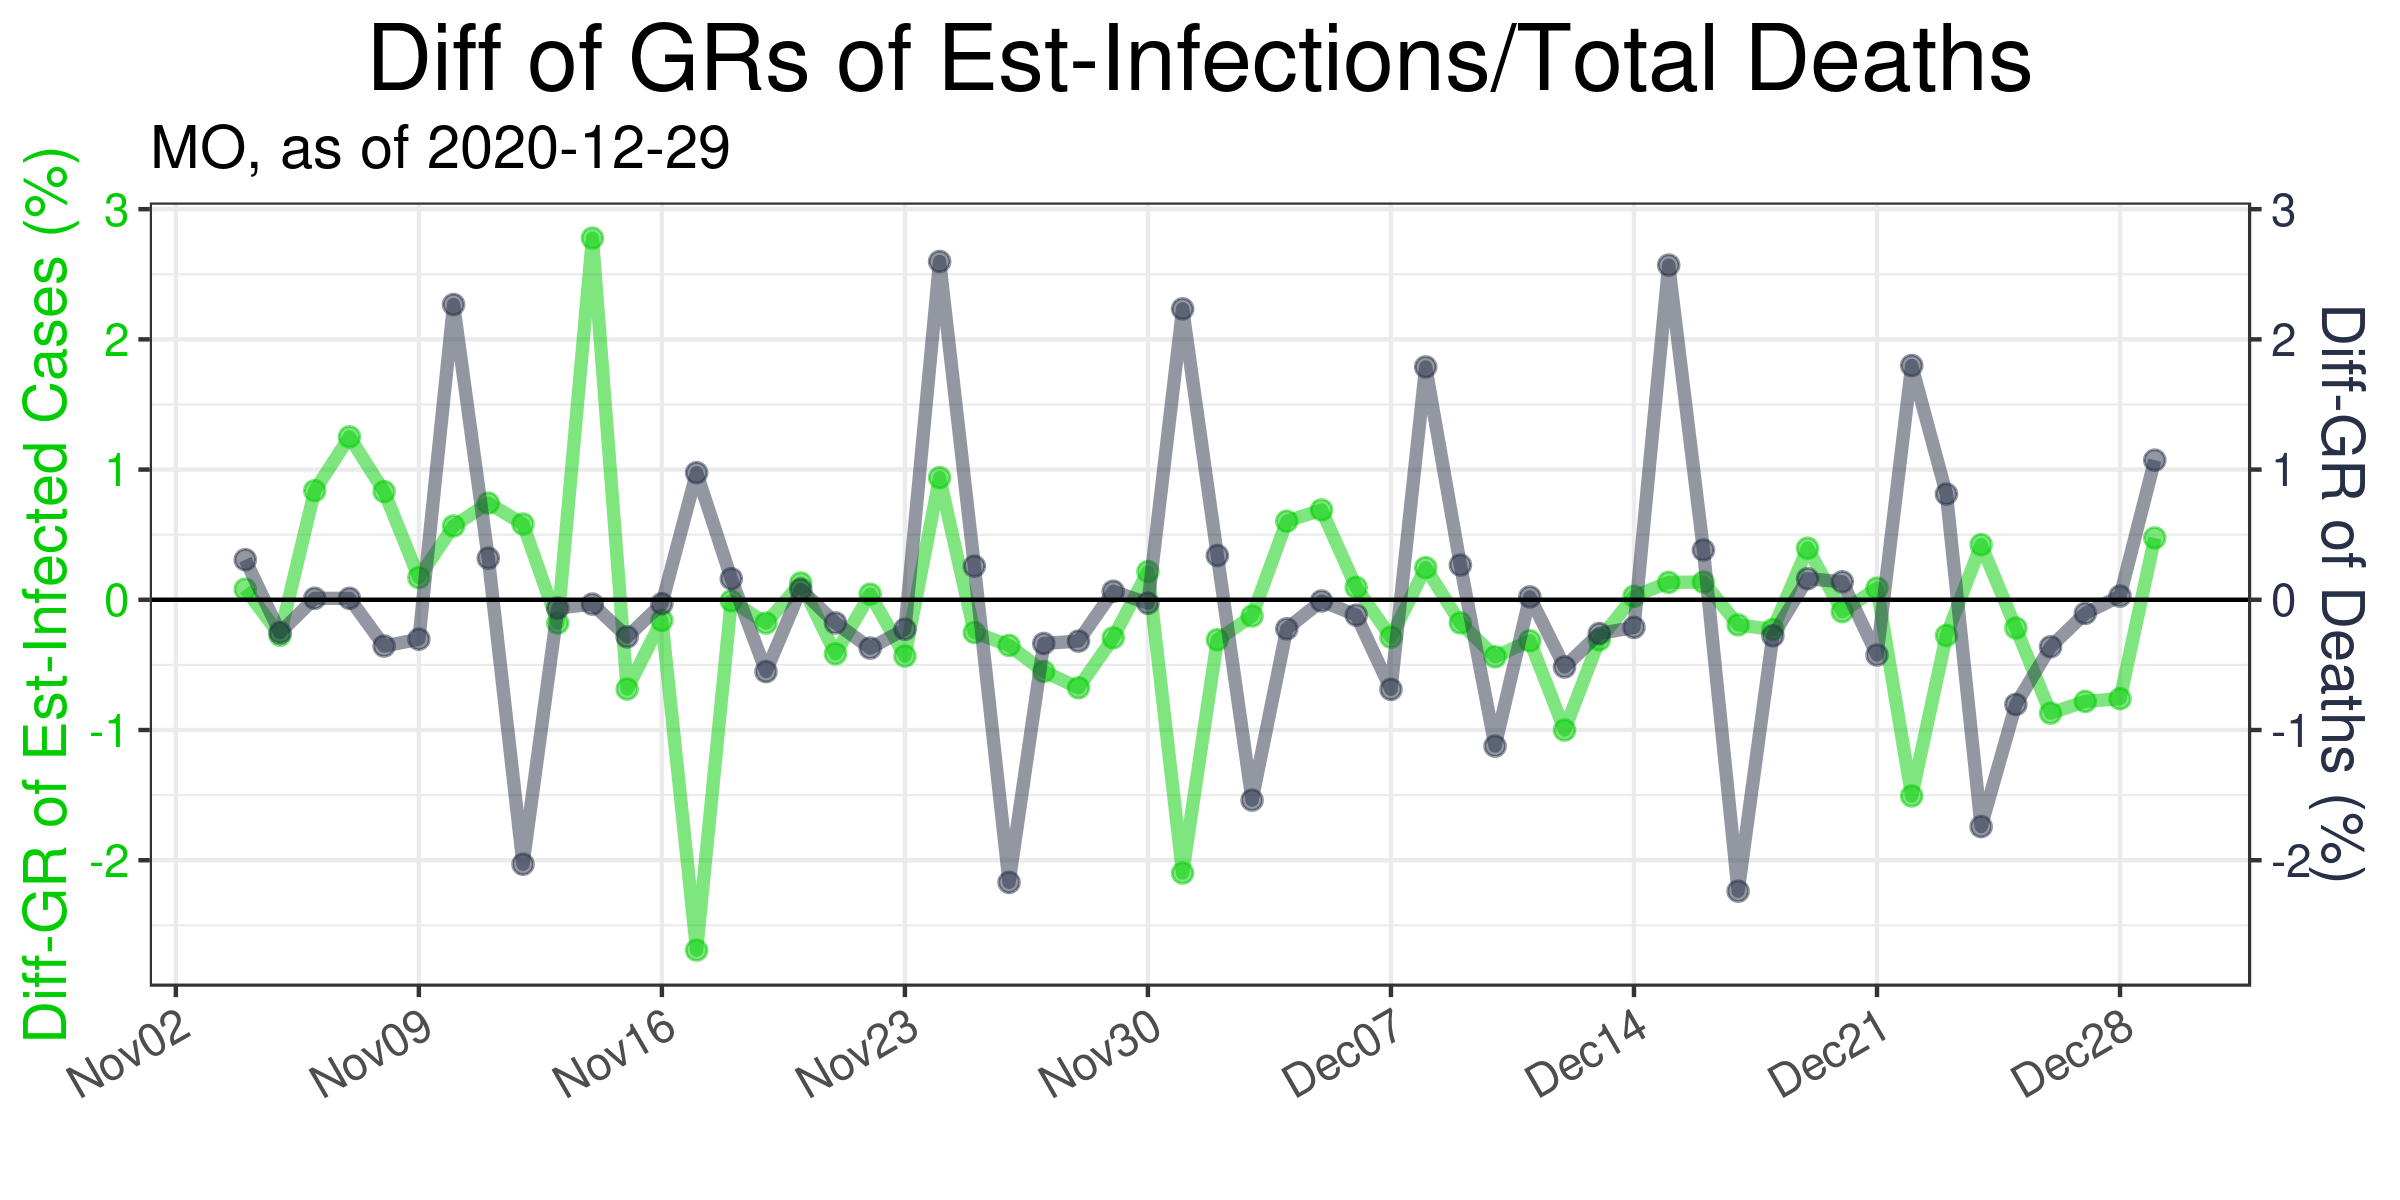 Diff of GRs of Est-Infections/Total Deaths
MO, as of 2020-12-29
Diff-GR of Est-Infected Cases (%)
3
2
1
0
-1
-2
3
2
1
0
-1
-2
Diff-GR of Deaths (%)
Nov02
Nov09
Nov16
Nov23
Nov30
Dec07
Dec14
Dec21
Dec28